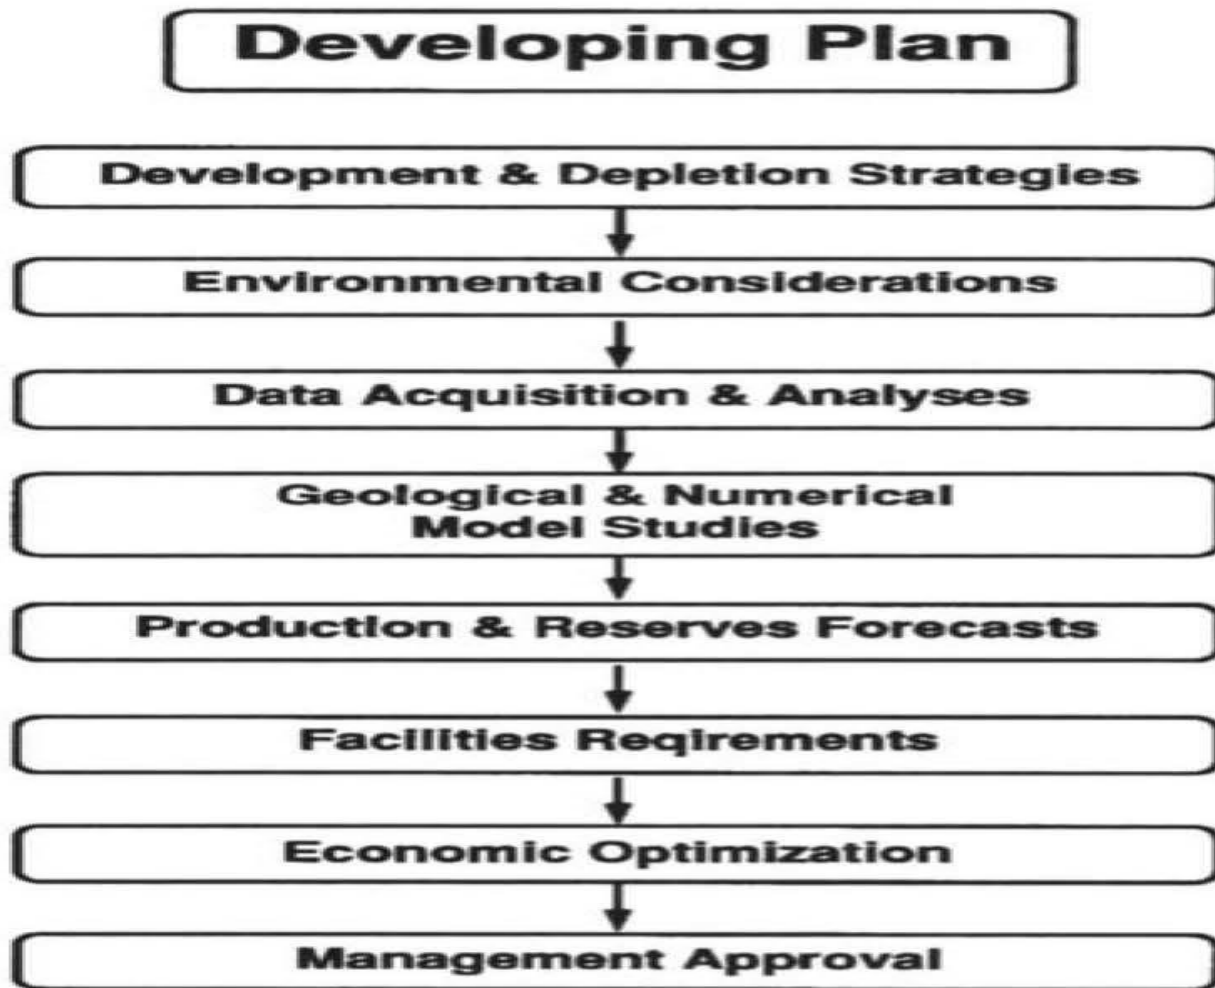 Developing Plan
Development & Depletion Strategies
Environmental Considerations
Data Acquisition & Analyses
Geological & Numerical
Model Studies
Production & Reserves Forecasts
Facilities Reqirements
Economic Optimization
Management Approval